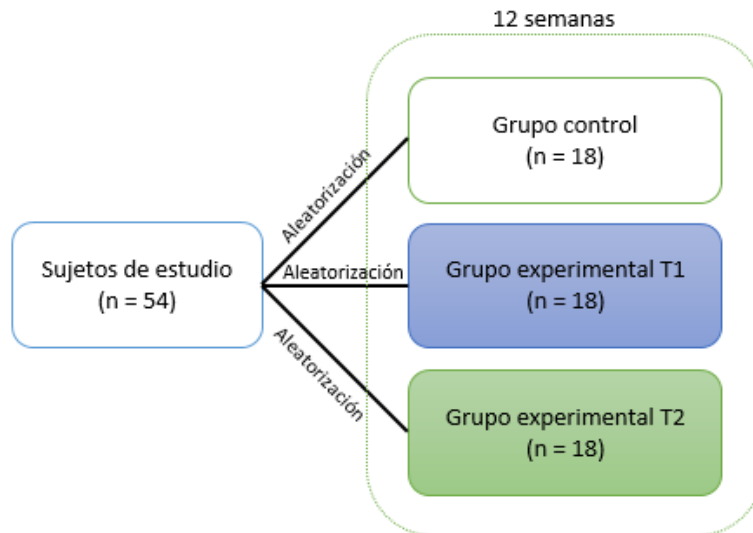 12 semanas
Grupo control
(n = 18)
Aleatorización
Sujetos de estudio
(n = 54)
Aleatorización
Grupo experimental T1
(n = 18)
Aleatorización
Grupo experimental T2
(n = 18)